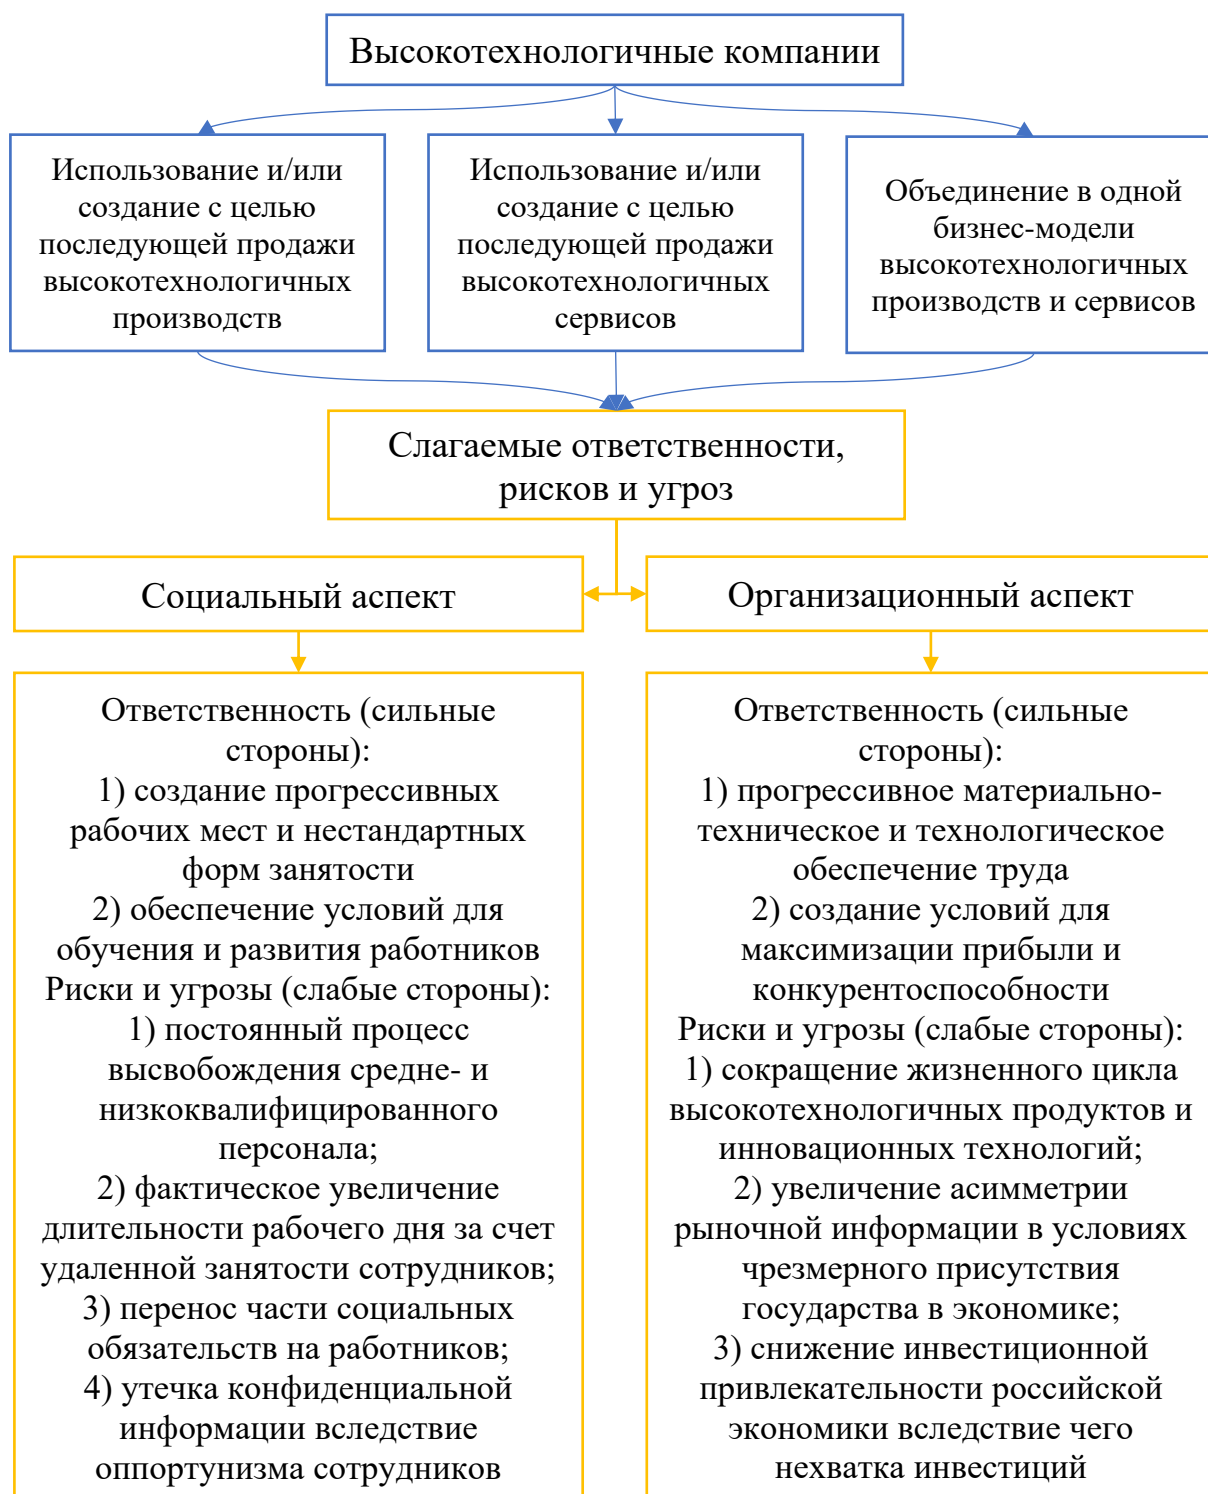 Высокотехнологичные компании
Использование и/или
создание с целью
последующей продажи
высокотехнологичных
производств
Использование и/или
создание с целью
последующей продажи
высокотехнологичных
сервисов
Объединение в одной
бизнес-модели
высокотехнологичных
производств и сервисов
Слагаемые ответственности,
рисков и угроз
Социальный аспект
Организационный аспект
Ответственность (сильные
стороны):
1) создание прогрессивных
рабочих мест и нестандартных
форм занятости
2) обеспечение условий для
обучения и развития работников
Риски и угрозы (слабые стороны):
1) постоянный процесс
высвобождения средне- и
низкоквалифицированного
персонала;
2) фактическое увеличение
длительности рабочего дня за счет
удаленной занятости сотрудников;
3) перенос части социальных
обязательств на работников;
4) утечка конфиденциальной
информации вследствие
оппортунизма сотрудников
Ответственность (сильные
стороны):
1) прогрессивное материально-
техническое и технологическое
обеспечение труда
2) создание условий для
максимизации прибыли и
конкурентоспособности
Риски и угрозы (слабые стороны):
1) сокращение жизненного цикла
высокотехнологичных продуктов и
инновационных технологий;
2) увеличение асимметрии
рыночной информации в условиях
чрезмерного присутствия
государства в экономике;
3) снижение инвестиционной
привлекательности российской
экономики вследствие чего
нехватка инвестиций